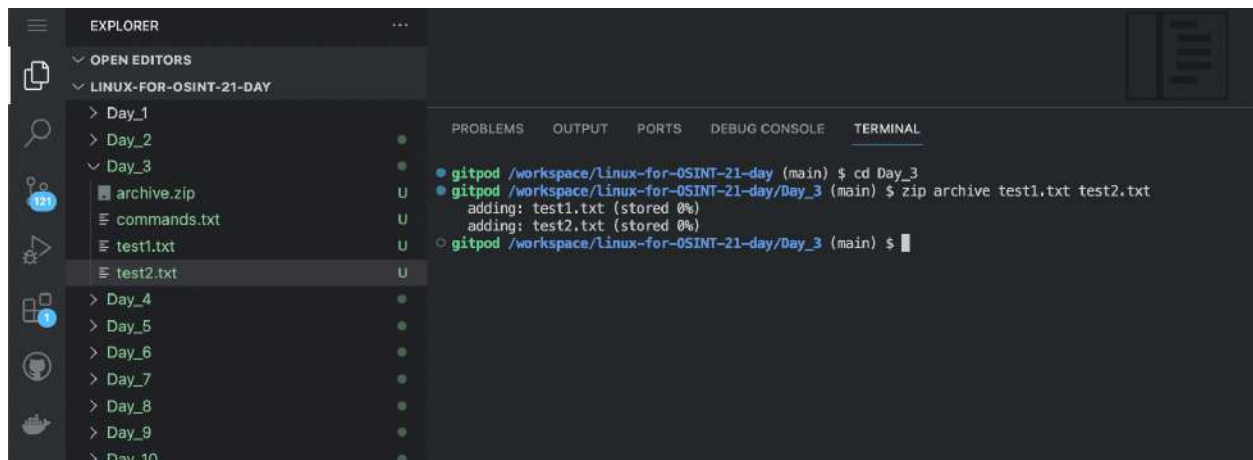 EXPLORER
...
OPEN EDITORS
LINUX-FOR-OSINT-21-DAY
Day_1
Day_2
Day_3
archive.zip U
commands.txt U
test1.txt U
test2.txt U
Day_4
Day_5
Day_6
Day_7
Day_8
Day_9
Day_10
121
1
PROBLEMS OUTPUT PORTS DEBUG CONSOLE TERMINAL
gitpod /workspace/linux-for-OSINT-21-day (main) $ cd Day_3
gitpod /workspace/linux-for-OSINT-21-day/Day_3 (main) $ zip archive test1.txt test2.txt
adding: test1.txt (stored 0%)
adding: test2.txt (stored 0%)
gitpod /workspace/linux-for-OSINT-21-day/Day_3 (main) $